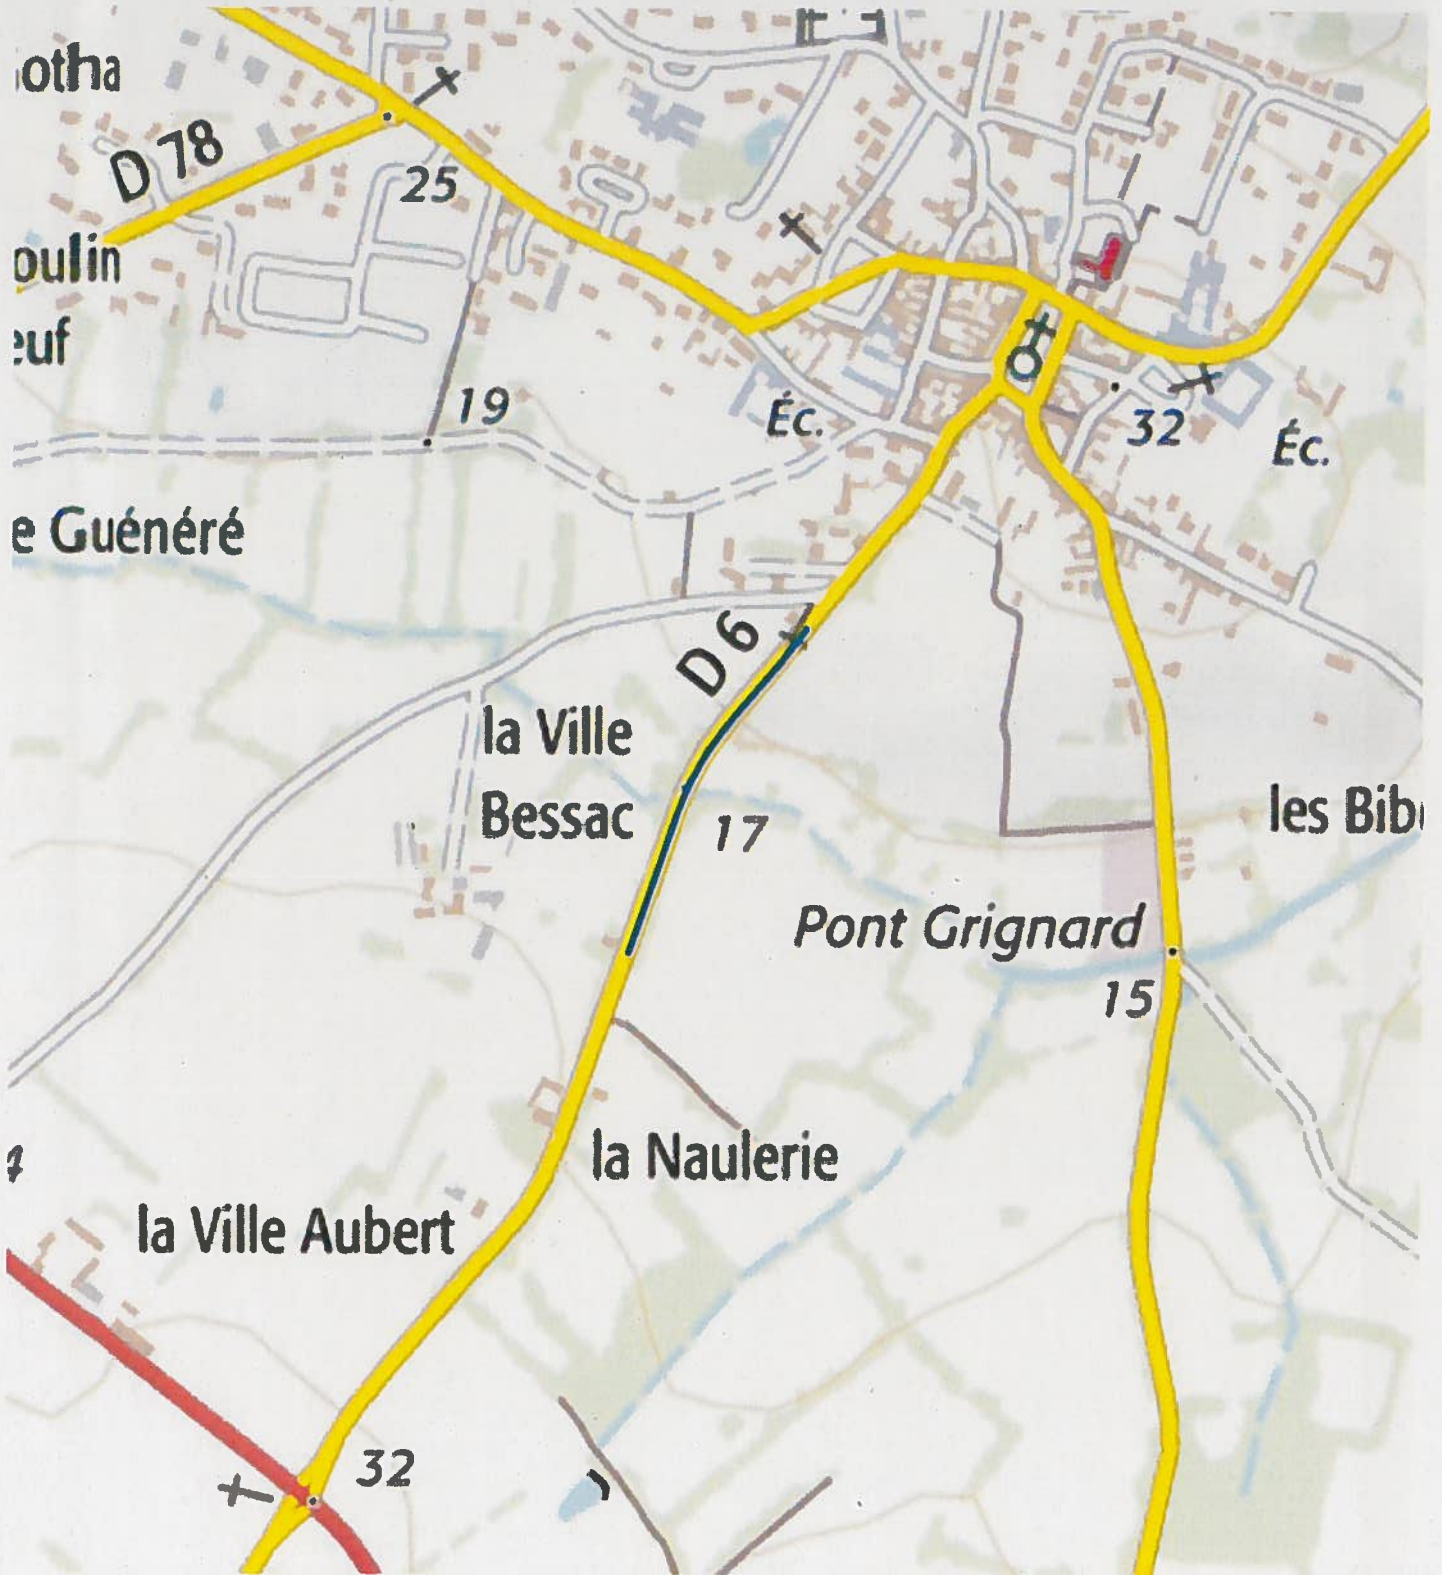 otha
D 78
25
oulin
euf
19
Éc.
32
Éc.
e Guénéré
D 6
la Ville
Bessac
17
les Bib
Pont Grignard
15
la Naulerie
la Ville Aubert
32